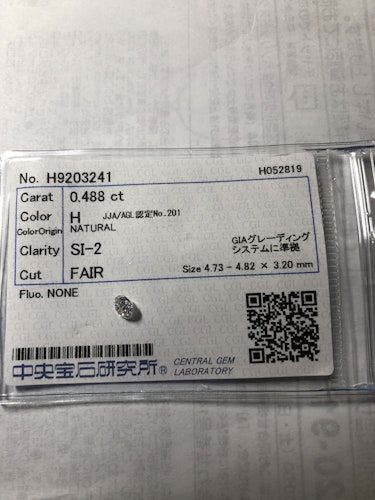 No. H9203241 H052819
Carat 0.488 ct
Color H JJA/AGL認定No.201
ColorOrigin NATURAL
Clarity SI-2 GIAグレーディング
システムに準拠
Cut FAIR Size 4.73 - 4.82 × 3.20 mm
Fluo. NONE
中央宝石研究所® CENTRAL GEM
LABORATORY